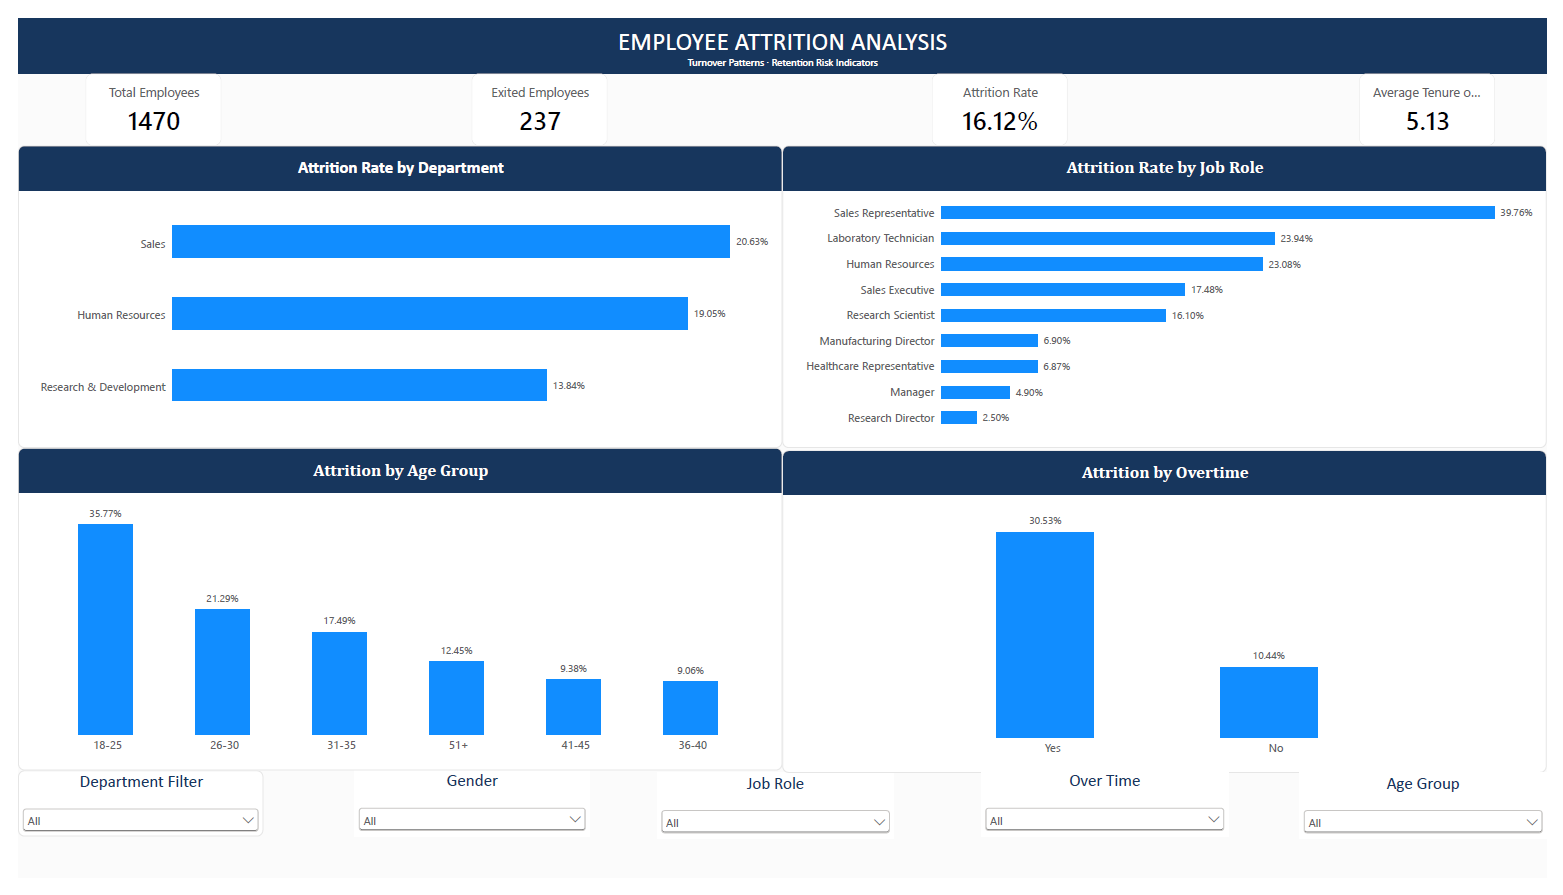 EMPLOYEE ATTRITION ANALYSIS
Turnover Patterns · Retention Risk Indicators
Total Employees
1470
Exited Employees
237
Attrition Rate
16.12%
Average Tenure o...
5.13
Attrition Rate by Department
Sales
20.63%
Human Resources
19.05%
Research & Development
13.84%
Attrition Rate by Job Role
Sales Representative
39.76%
Laboratory Technician
23.94%
Human Resources
23.08%
Sales Executive
17.48%
Research Scientist
16.10%
Manufacturing Director
6.90%
Healthcare Representative
6.87%
Manager
4.90%
Research Director
2.50%
Attrition by Age Group
35.77%
21.29%
17.49%
12.45%
9.38%
9.06%
18-25
26-30
31-35
51+
41-45
36-40
Attrition by Overtime
30.53%
10.44%
Yes
No
Department Filter
All
Gender
All
Job Role
All
Over Time
All
Age Group
All